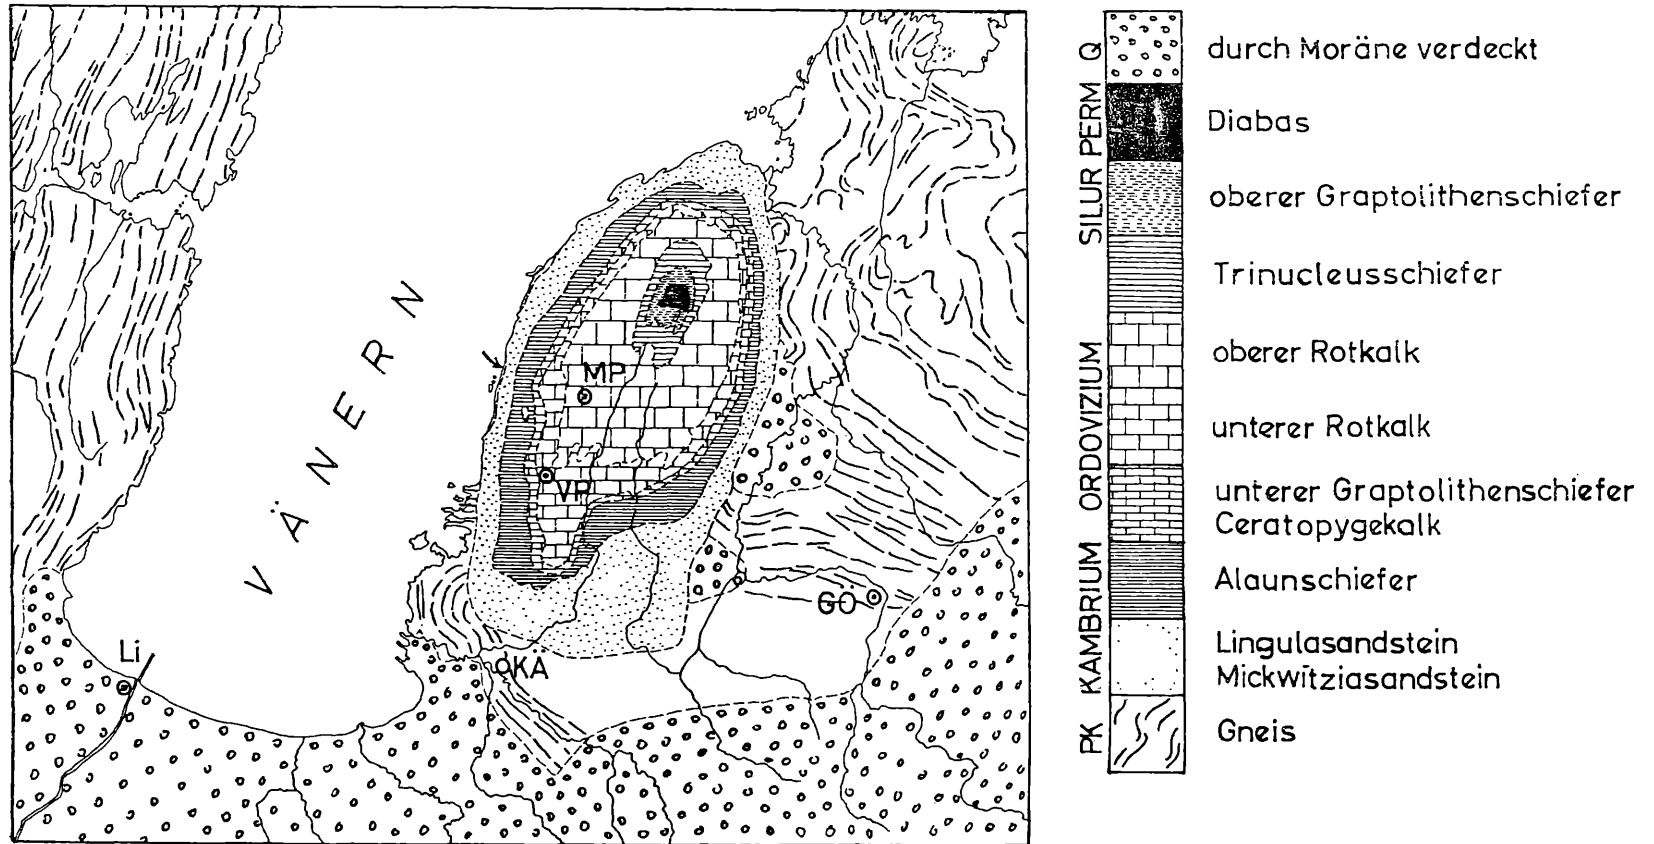 VÄNERN
MP
VP
GÖ
Li
KÄ
Q
PERM
SILUR
ORDOVIZIUM
KAMBRIUM
PK
durch Moräne verdeckt
Diabas
oberer Graptolithenschiefer
Trinucleusschiefer
oberer Rotkalk
unterer Rotkalk
unterer Graptolithenschiefer
Ceratopygekalk
Alaunschiefer
Lingulasandstein
Mickwitziasandstein
Gneis